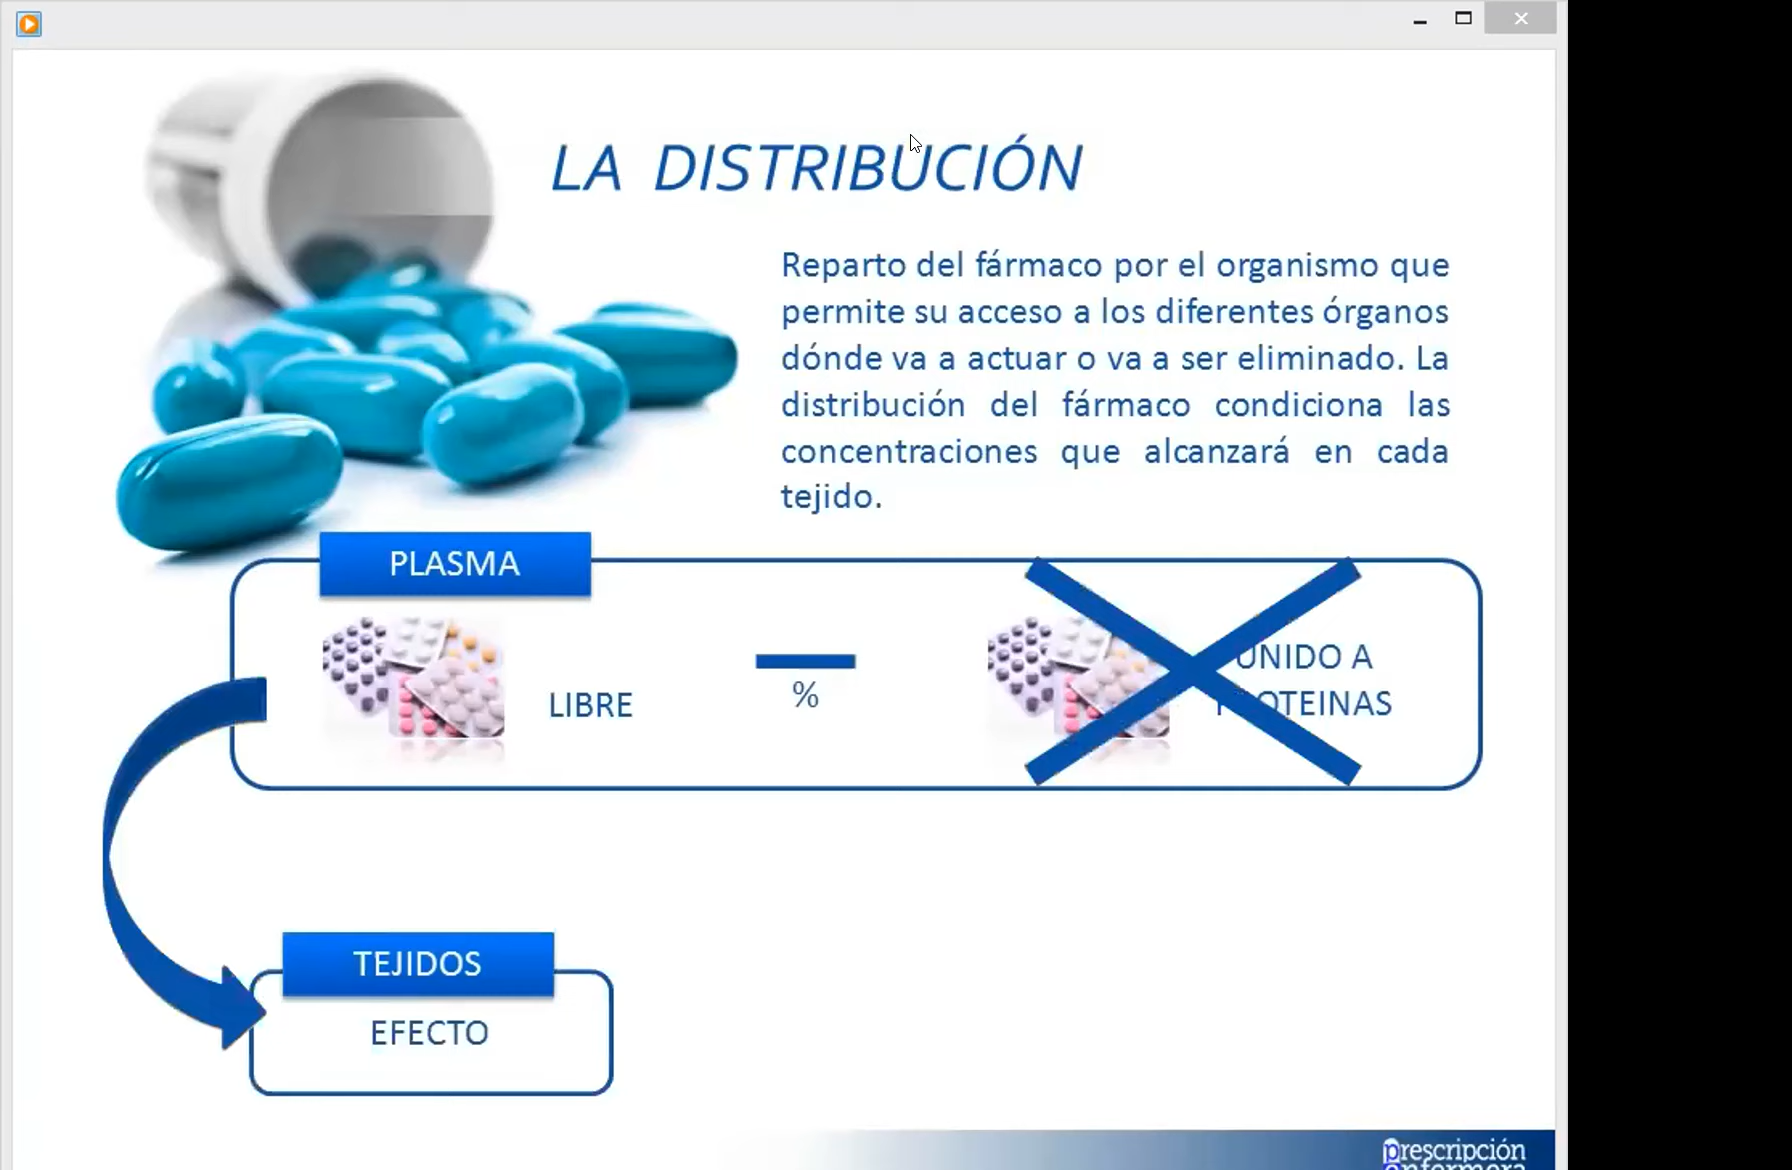 LA DISTRIBUCIÓN
Reparto del fármaco por el organismo que
permite su acceso a los diferentes órganos
dónde va a actuar o va a ser eliminado. La
distribución del fármaco condiciona las
concentraciones que alcanzará en cada
tejido.
PLASMA
LIBRE
%
UNIDO A
PROTEINAS
TEJIDOS
EFECTO
prescripción
enfermera